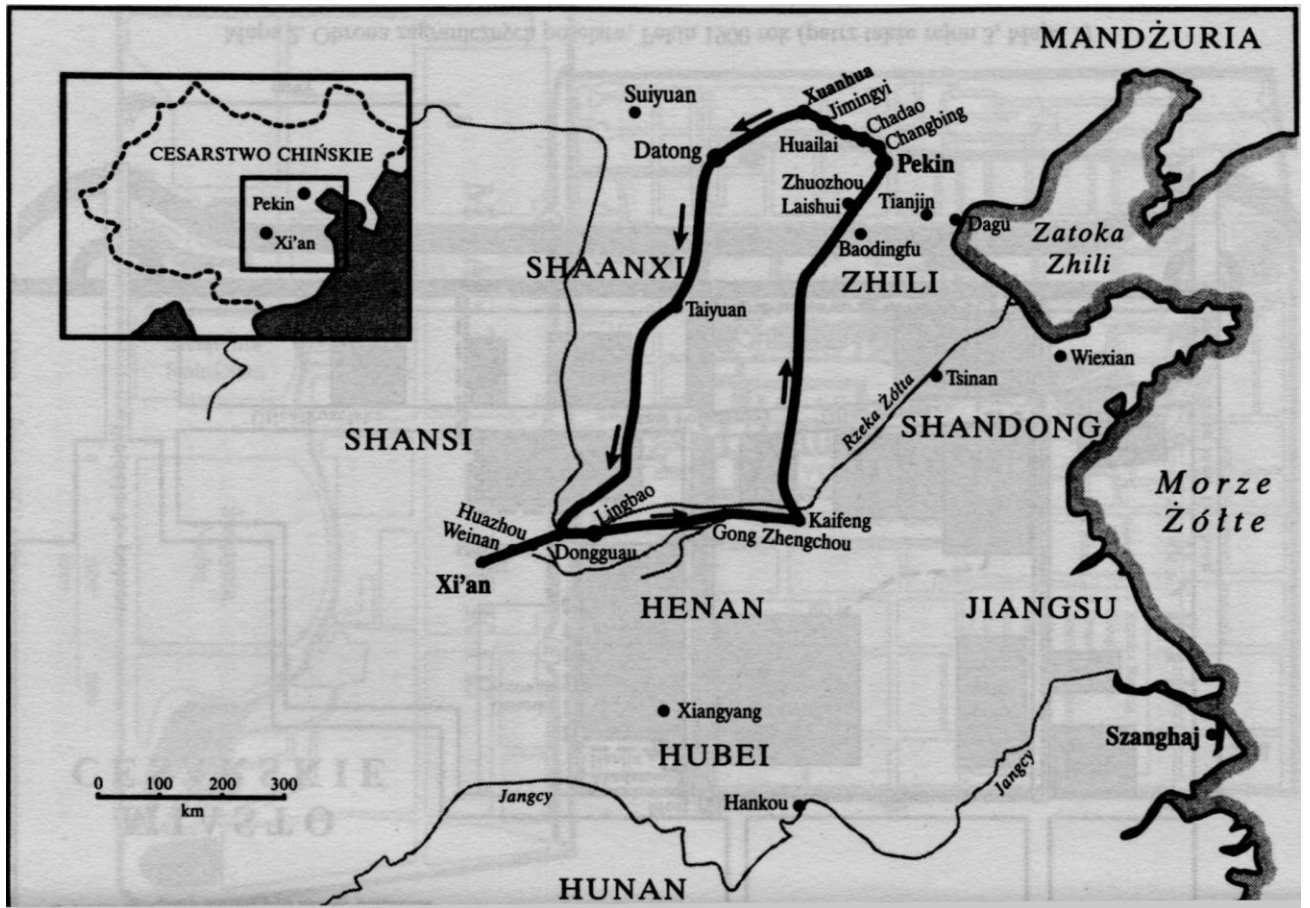 MANDŻURIA
CESARSTWO CHIŃSKIE
Pekin
Xi'an
Suiyuan
Xuanhua
Jimingyi
Chadao
Changbing
Huailai
Datong
Pekin
Zhuozhou
Laishui
Tianjin
Dagu
Baodingfu
Zatoka
Zhili
SHAANXI
ZHILI
Taiyuan
Wiexian
Tsinan
Rzeka Żółta
SHANDONG
SHANSI
Morze
Żółte
Lingbao
Huazhou
Weinan
Dongguau
Gong Zhengchou
Kaifeng
Xi'an
HENAN
JIANGSU
Xiangyang
HUBEI
Szanghaj
0 100 200 300
km
Jangcy
Hankou
Jangcy
HUNAN